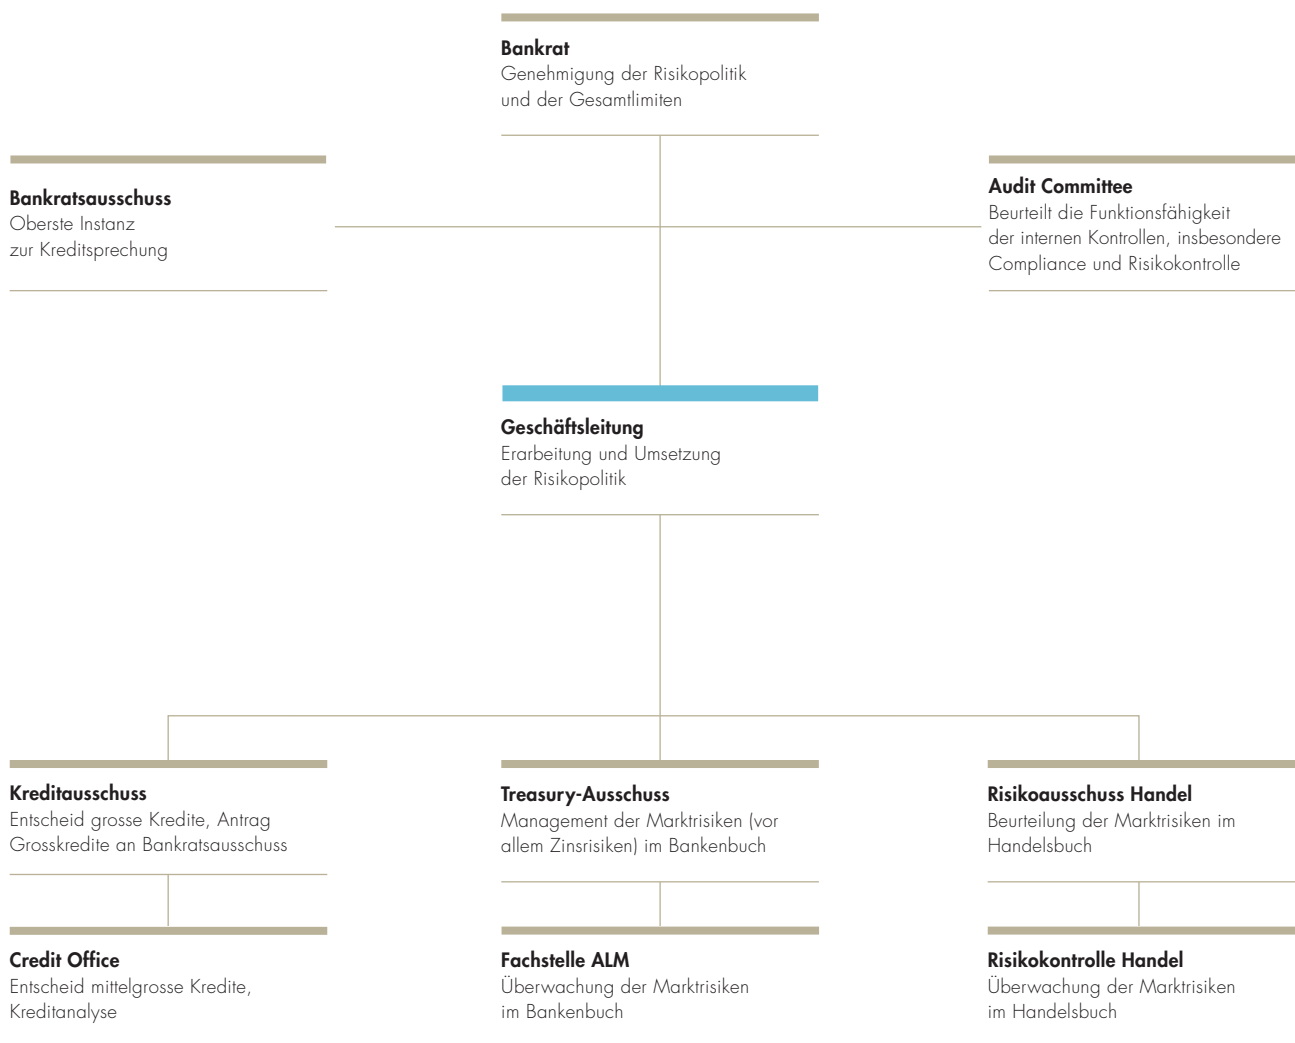 Bankrat
Genehmigung der Risikopolitik
und der Gesamtlimiten
Bankratsausschuss
Oberste Instanz
zur Kreditsprechung
Audit Committee
Beurteilt die Funktionsfähigkeit
der internen Kontrollen, insbesondere
Compliance und Risikokontrolle
Geschäftsleitung
Erarbeitung und Umsetzung
der Risikopolitik
Kreditausschuss
Entscheid grosse Kredite, Antrag
Grosskredite an Bankratsausschuss
Treasury-Ausschuss
Management der Marktrisiken (vor
allem Zinsrisiken) im Bankenbuch
Risikoausschuss Handel
Beurteilung der Marktrisiken im
Handelsbuch
Credit Office
Entscheid mittelgrosse Kredite,
Kreditanalyse
Fachstelle ALM
Überwachung der Marktrisiken
im Bankenbuch
Risikokontrolle Handel
Überwachung der Marktrisiken
im Handelsbuch